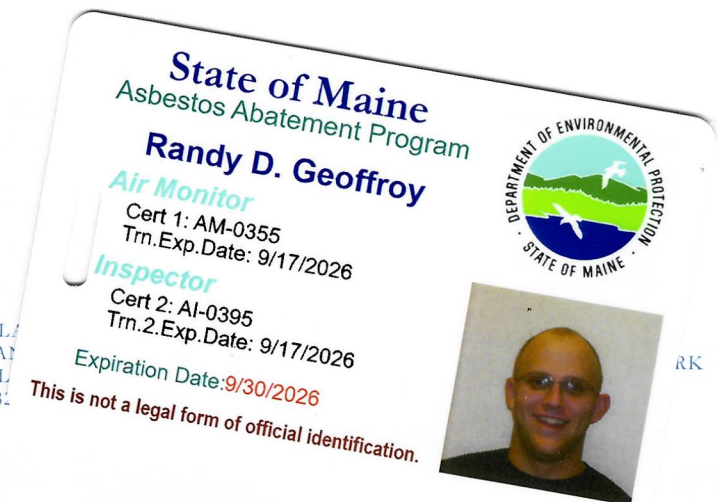 State of Maine
Asbestos Abatement Program
Randy D. Geoffroy
Air Monitor
Cert 1: AM-0355
Trn.Exp.Date: 9/17/2026
Inspector
Cert 2: AI-0395
Trn.2.Exp.Date: 9/17/2026
Expiration Date:9/30/2026
This is not a legal form of official identification.
DEPARTMENT OF ENVIRONMENTAL PROTECTION
· STATE OF MAINE ·
RK